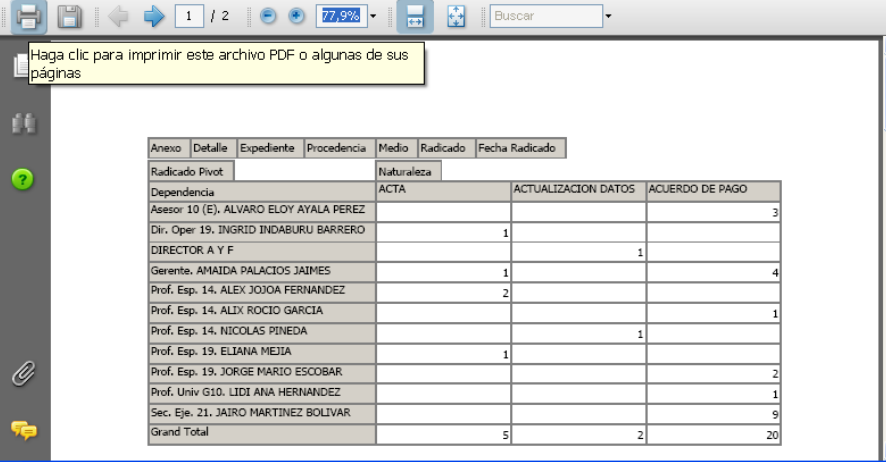 1 / 2 77,9% Buscar
Haga clic para imprimir este archivo PDF o algunas de sus
páginas
Anexo Detalle Expediente Procedencia Medio Radicado Fecha Radicado
Radicado Pivot Naturaleza
Dependencia ACTA ACTUALIZACION DATOS ACUERDO DE PAGO
Asesor 10 (E). ALVARO ELOY AYALA PEREZ 3
Dir. Oper 19. INGRID INDABURU BARRERO 1
DIRECTOR A Y F 1
Gerente. AMAIDA PALACIOS JAIMES 1 4
Prof. Esp. 14. ALEX JOJOA FERNANDEZ 2
Prof. Esp. 14. ALIX ROCIO GARCIA 1
Prof. Esp. 14. NICOLAS PINEDA 1
Prof. Esp. 19. ELIANA MEJIA 1
Prof. Esp. 19. JORGE MARIO ESCOBAR 2
Prof. Univ G10. LIDI ANA HERNANDEZ 1
Sec. Eje. 21. JAIRO MARTINEZ BOLIVAR 9
Grand Total 5 2 20